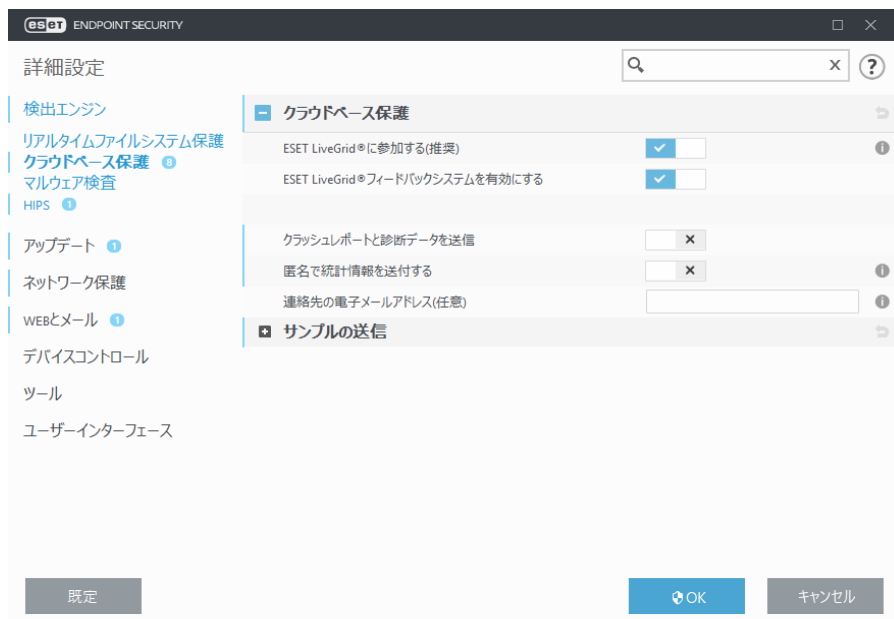 eset ENDPOINT SECURITY
詳細設定
x
?
検出エンジン
リアルタイムファイルシステム保護
クラウドベース保護 8
マルウェア検査
HIPS 1
アップデート 1
ネットワーク保護
WEBとメール 1
デバイスコントロール
ツール
ユーザーインターフェース
クラウドベース保護
ESET LiveGrid®に参加する(推奨)
ESET LiveGrid®フィードバックシステムを有効にする
クラッシュレポートと診断データを送信
匿名で統計情報を送付する
連絡先の電子メールアドレス(任意)
サンプルの送信
既定
OK
キャンセル